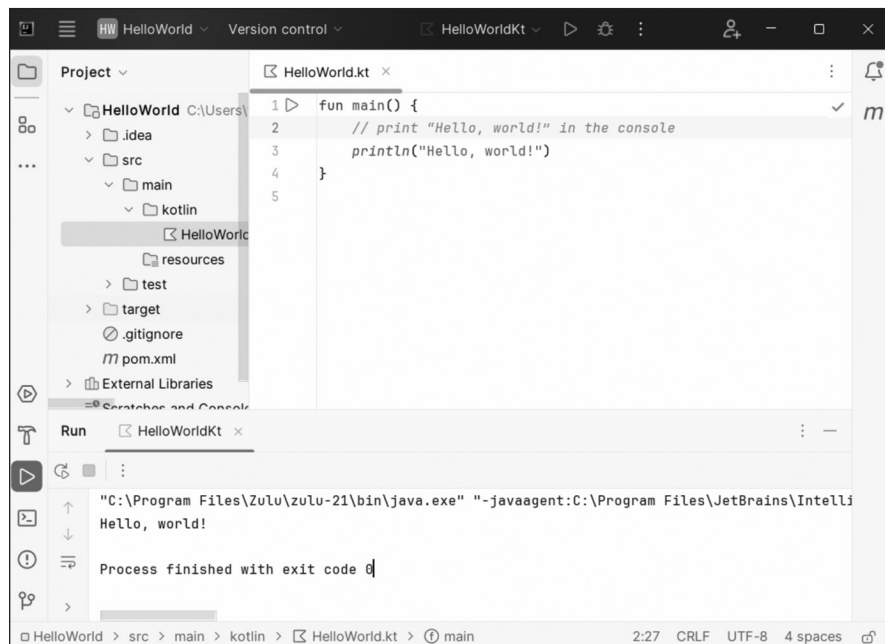 HW HelloWorld Version control HelloWorldKt
Project
HelloWorld.kt
HelloWorld C:\Users\
.idea
src
main
kotlin
HelloWorld
resources
test
target
.gitignore
m pom.xml
External Libraries
Scratches and Console
1 fun main() {
2 // print “Hello, world!” in the console
3 println("Hello, world!")
4 }
5
m
Run HelloWorldKt
"C:\Program Files\Zulu\zulu-21\bin\java.exe" "-javaagent:C:\Program Files\JetBrains\Intelli
Hello, world!
Process finished with exit code 0
HelloWorld > src > main > kotlin > HelloWorld.kt > main 2:27 CRLF UTF-8 4 spaces